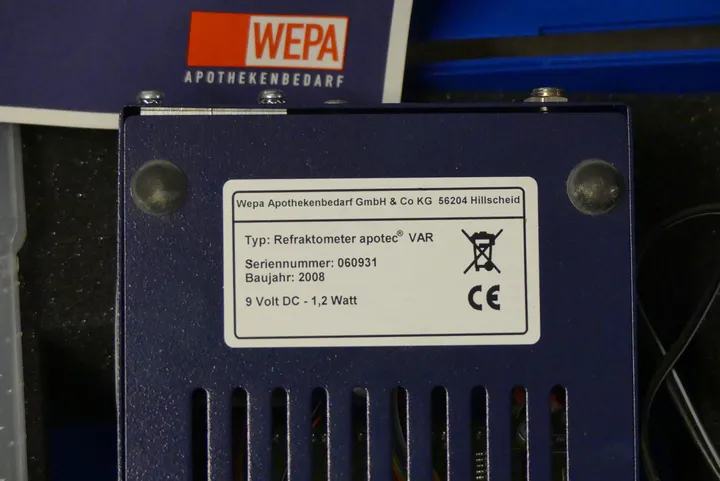 WEPA
APOTHEKENBEDARF
Wepa Apothekenbedarf GmbH & Co KG 56204 Hillscheid
Typ: Refraktometer apotec® VAR
Seriennummer: 060931
Baujahr: 2008
9 Volt DC - 1,2 Watt
CE